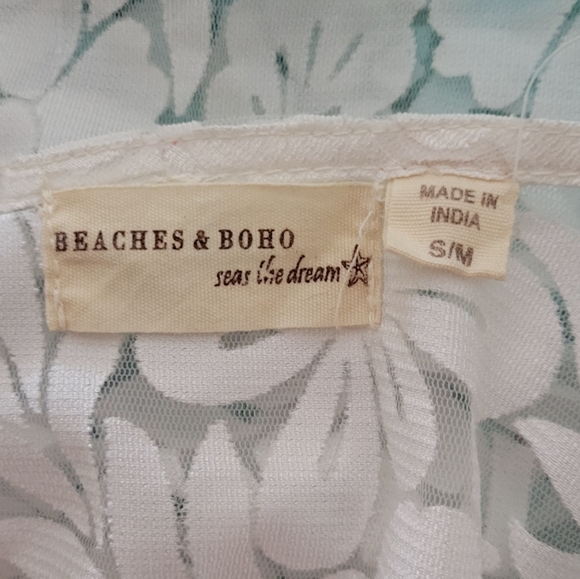 BEACHES & BOHO
seas the dream
MADE IN
INDIA
S/M